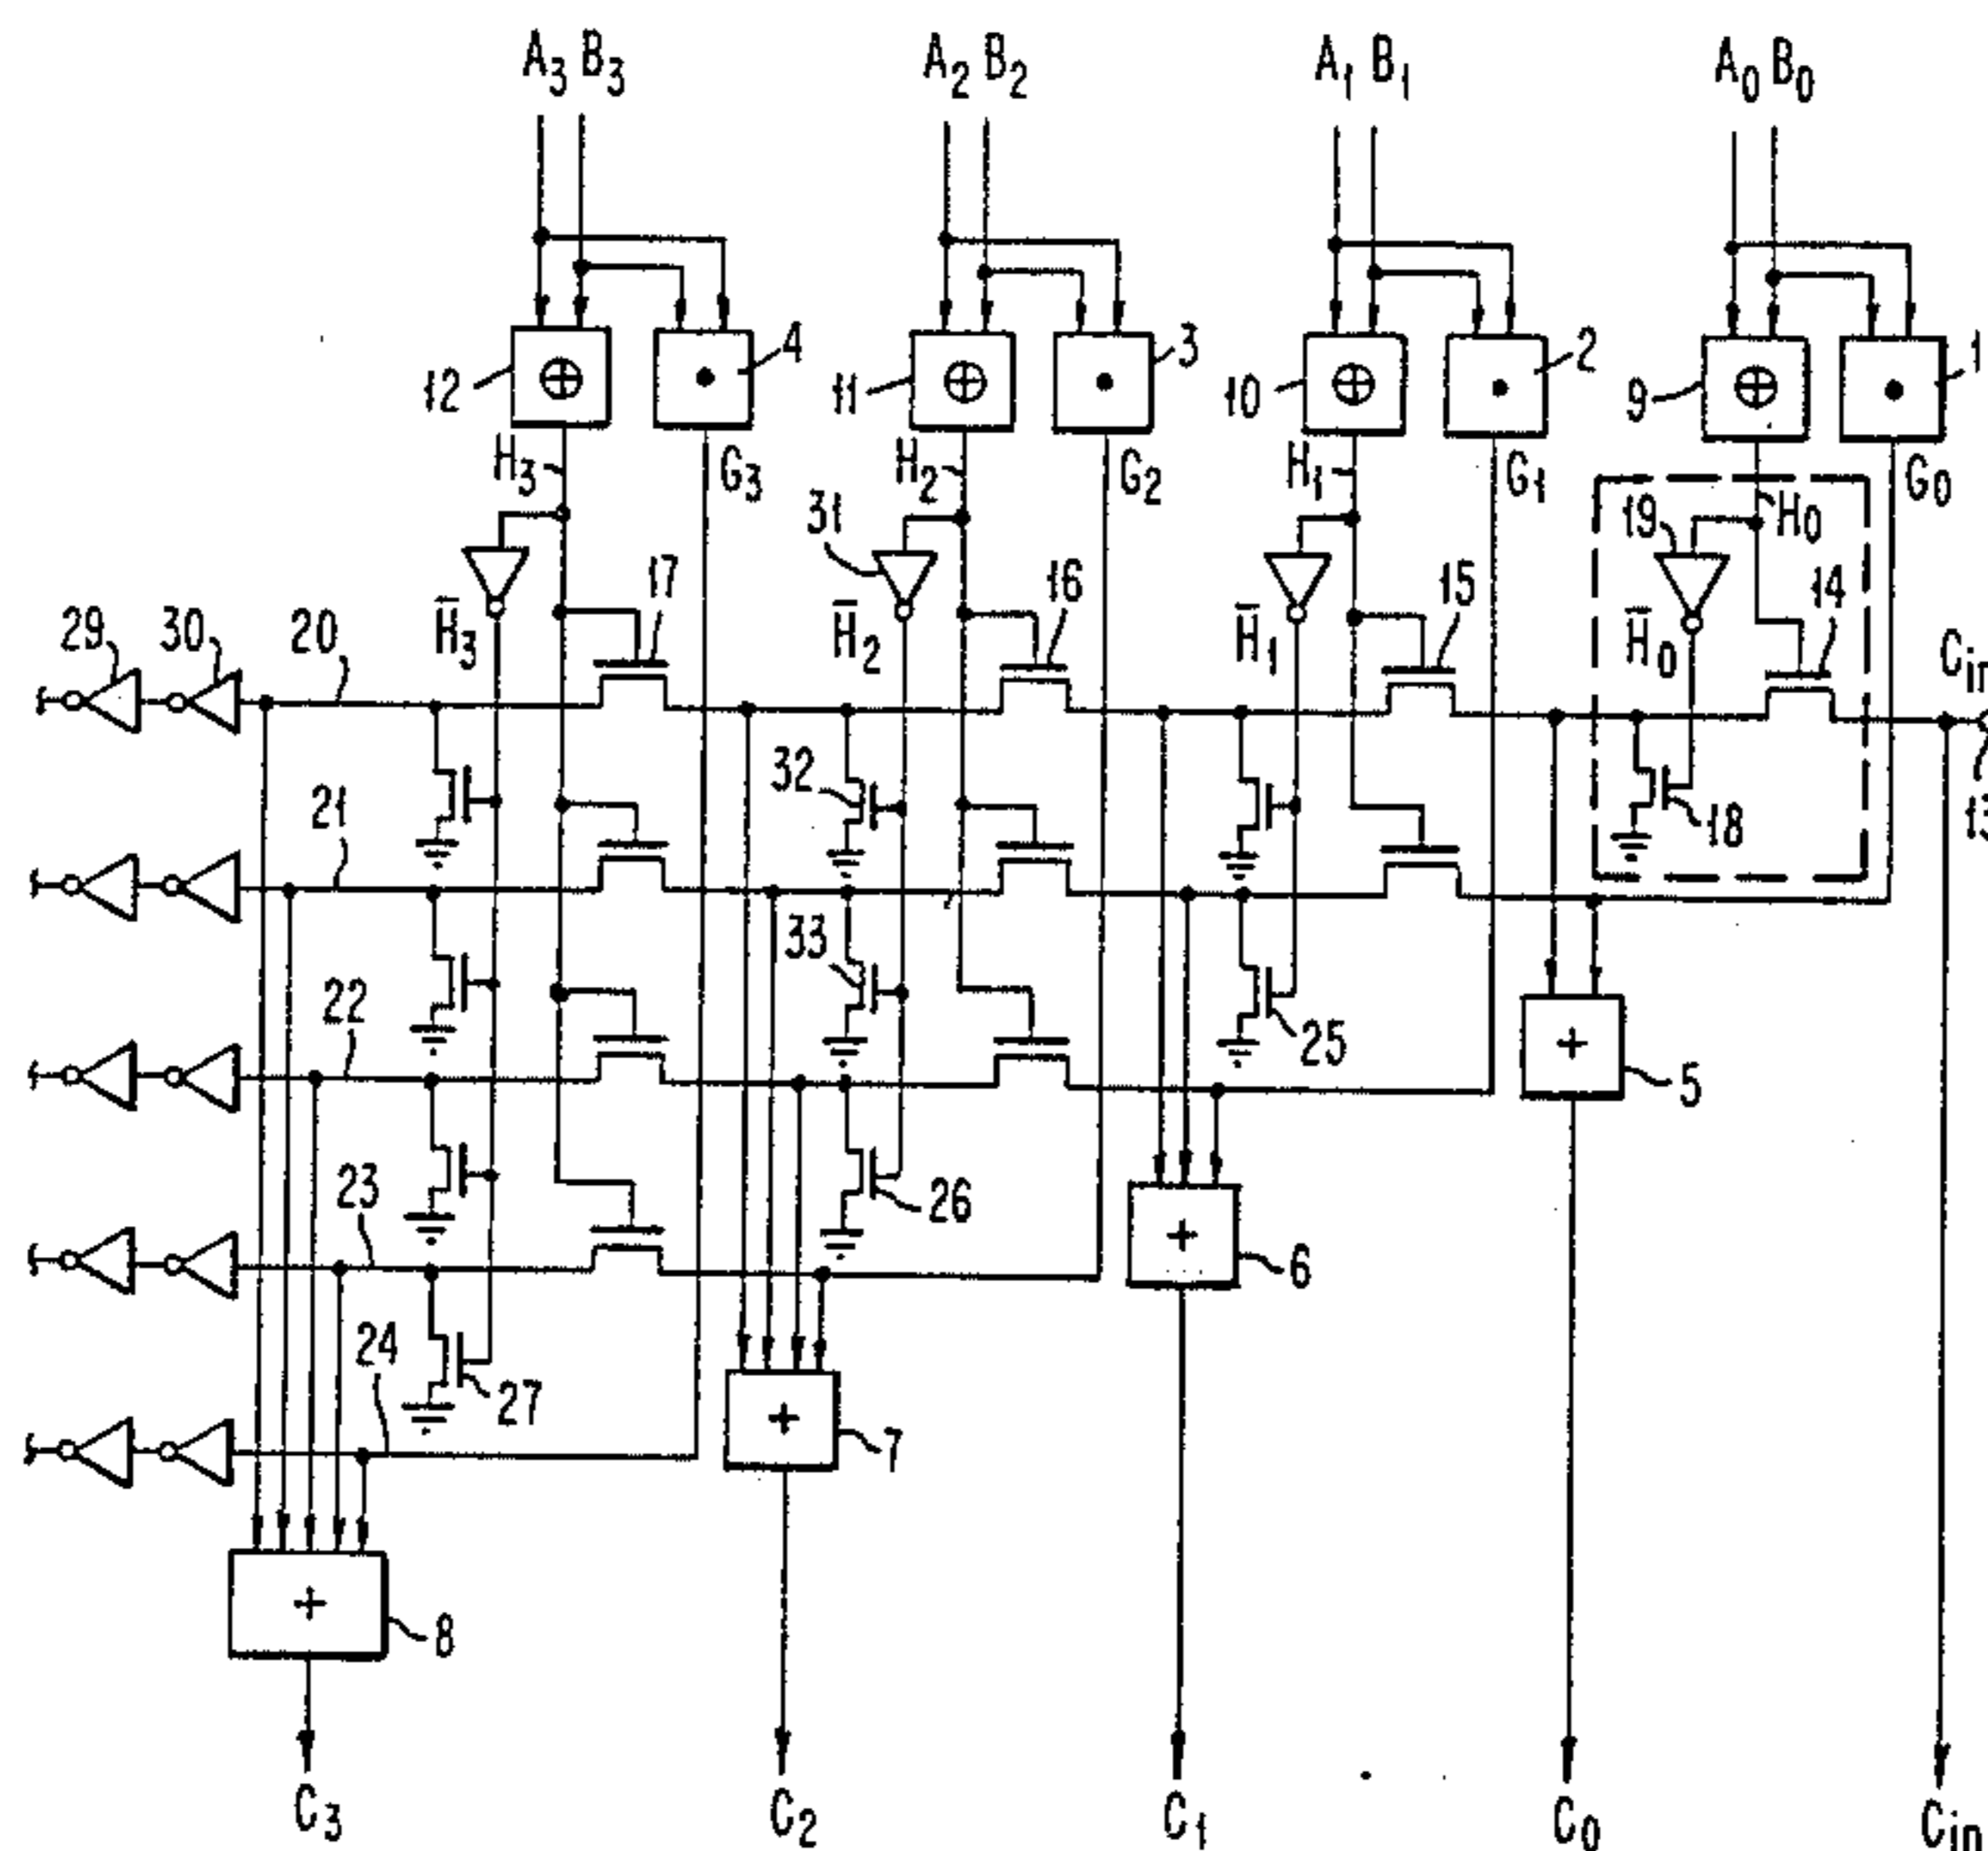 A3 B3 A2 B2 A1 B1 A0 B0
12 ⊕ • 4 11 ⊕ • 3 10 ⊕ • 2 9 ⊕ • 1
H3 G3 H2 G2 H1 G1 H0 G0
31 19
29 30 20 H̄3 17 H̄2 16 H̄1 15 H̄0 14 Cin
21 32 18 13
22 33 25 + 5
23 26 + 6
24 27 + 7
+ 8
C3 C2 C1 C0 Cin